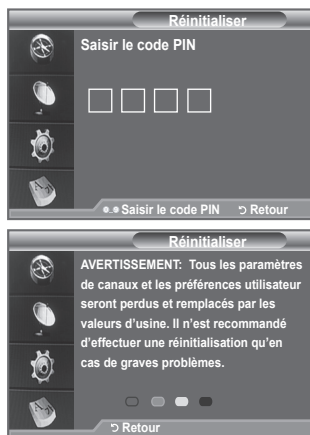 Réinitialiser
Saisir le code PIN
Saisir le code PIN
Retour
Réinitialiser
AVERTISSEMENT: Tous les paramètres
de canaux et les préférences utilisateur
seront perdus et remplacés par les
valeurs d'usine. Il n'est recommandé
d'effectuer une réinitialisation qu'en
cas de graves problèmes.
Retour